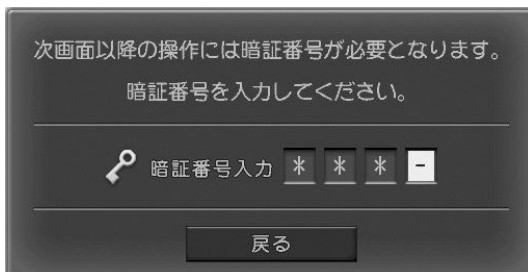 次画面以降の操作には暗証番号が必要となります。
暗証番号を入力してください。
暗証番号入力 * * * -
戻る